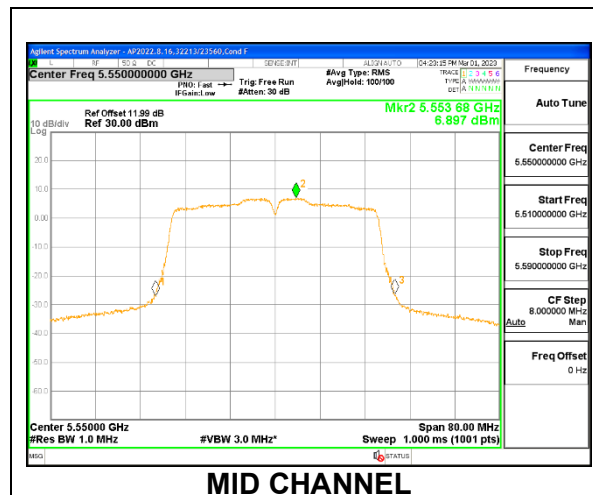 Agilent Spectrum Analyzer - AP2022.8.16,32213/23560,Cond F
L RF 50 Ω DC SENSE:INT ALIGN AUTO 04:20:15 PM Mar 01, 2023
Center Freq 5.550000000 GHz
PNO: Fast
IFGain:Low
Trig: Free Run
#Atten: 30 dB
#Avg Type: RMS
Avg|Hold: 100/100
TRACE 1 2 3 4 5 6
TYPE A WWWWW
DET A N N N N N
Ref Offset 11.99 dB
Ref 30.00 dBm
10 dB/div
Log
Mkr2 5.553 68 GHz
6.897 dBm
20.0
10.0
0.00
-10.0
-20.0
-30.0
-40.0
-50.0
-60.0
2
3
Center 5.55000 GHz
#Res BW 1.0 MHz
#VBW 3.0 MHz*
Span 80.00 MHz
Sweep 1.000 ms (1001 pts)
MSG
STATUS
Frequency
Auto Tune
Center Freq
5.550000000 GHz
Start Freq
5.510000000 GHz
Stop Freq
5.590000000 GHz
CF Step
8.000000 MHz
Auto Man
Freq Offset
0 Hz
MID CHANNEL